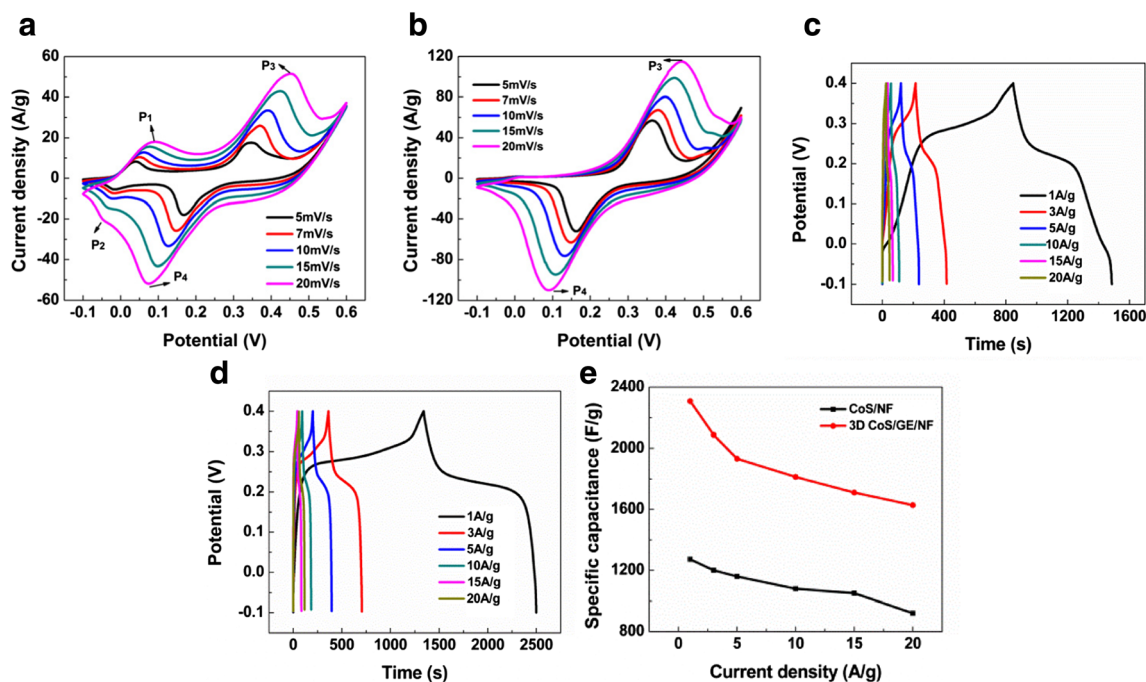 a
60
40
20
0
-20
-40
-60
Current density (A/g)
P₁
P₂
P₃
P₄
5mV/s
7mV/s
10mV/s
15mV/s
20mV/s
-0.1 0.0 0.1 0.2 0.3 0.4 0.5 0.6
Potential (V)
b
120
80
40
0
-40
-80
-120
Current density (A/g)
P₃
P₄
5mV/s
7mV/s
10mV/s
15mV/s
20mV/s
-0.1 0.0 0.1 0.2 0.3 0.4 0.5 0.6
Potential (V)
c
0.4
0.3
0.2
0.1
0.0
-0.1
Potential (V)
1A/g
3A/g
5A/g
10A/g
15A/g
20A/g
0 400 800 1200 1600
Time (s)
d
0.4
0.3
0.2
0.1
0.0
-0.1
Potential (V)
1A/g
3A/g
5A/g
10A/g
15A/g
20A/g
0 500 1000 1500 2000 2500
Time (s)
e
2400
2000
1600
1200
800
Specific capacitance (F/g)
CoS/NF
3D CoS/GE/NF
0 5 10 15 20
Current density (A/g)